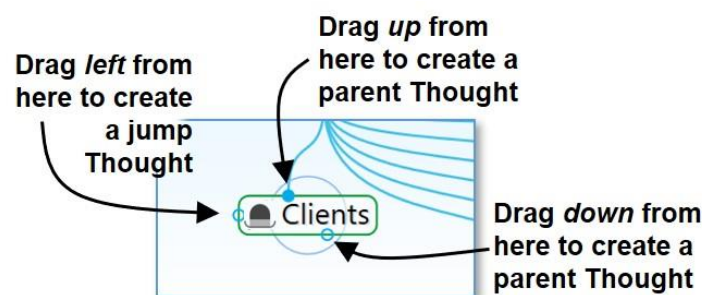 Drag left from
here to create
a jump
Thought
Drag up from
here to create a
parent Thought
Clients
Drag down from
here to create a
parent Thought